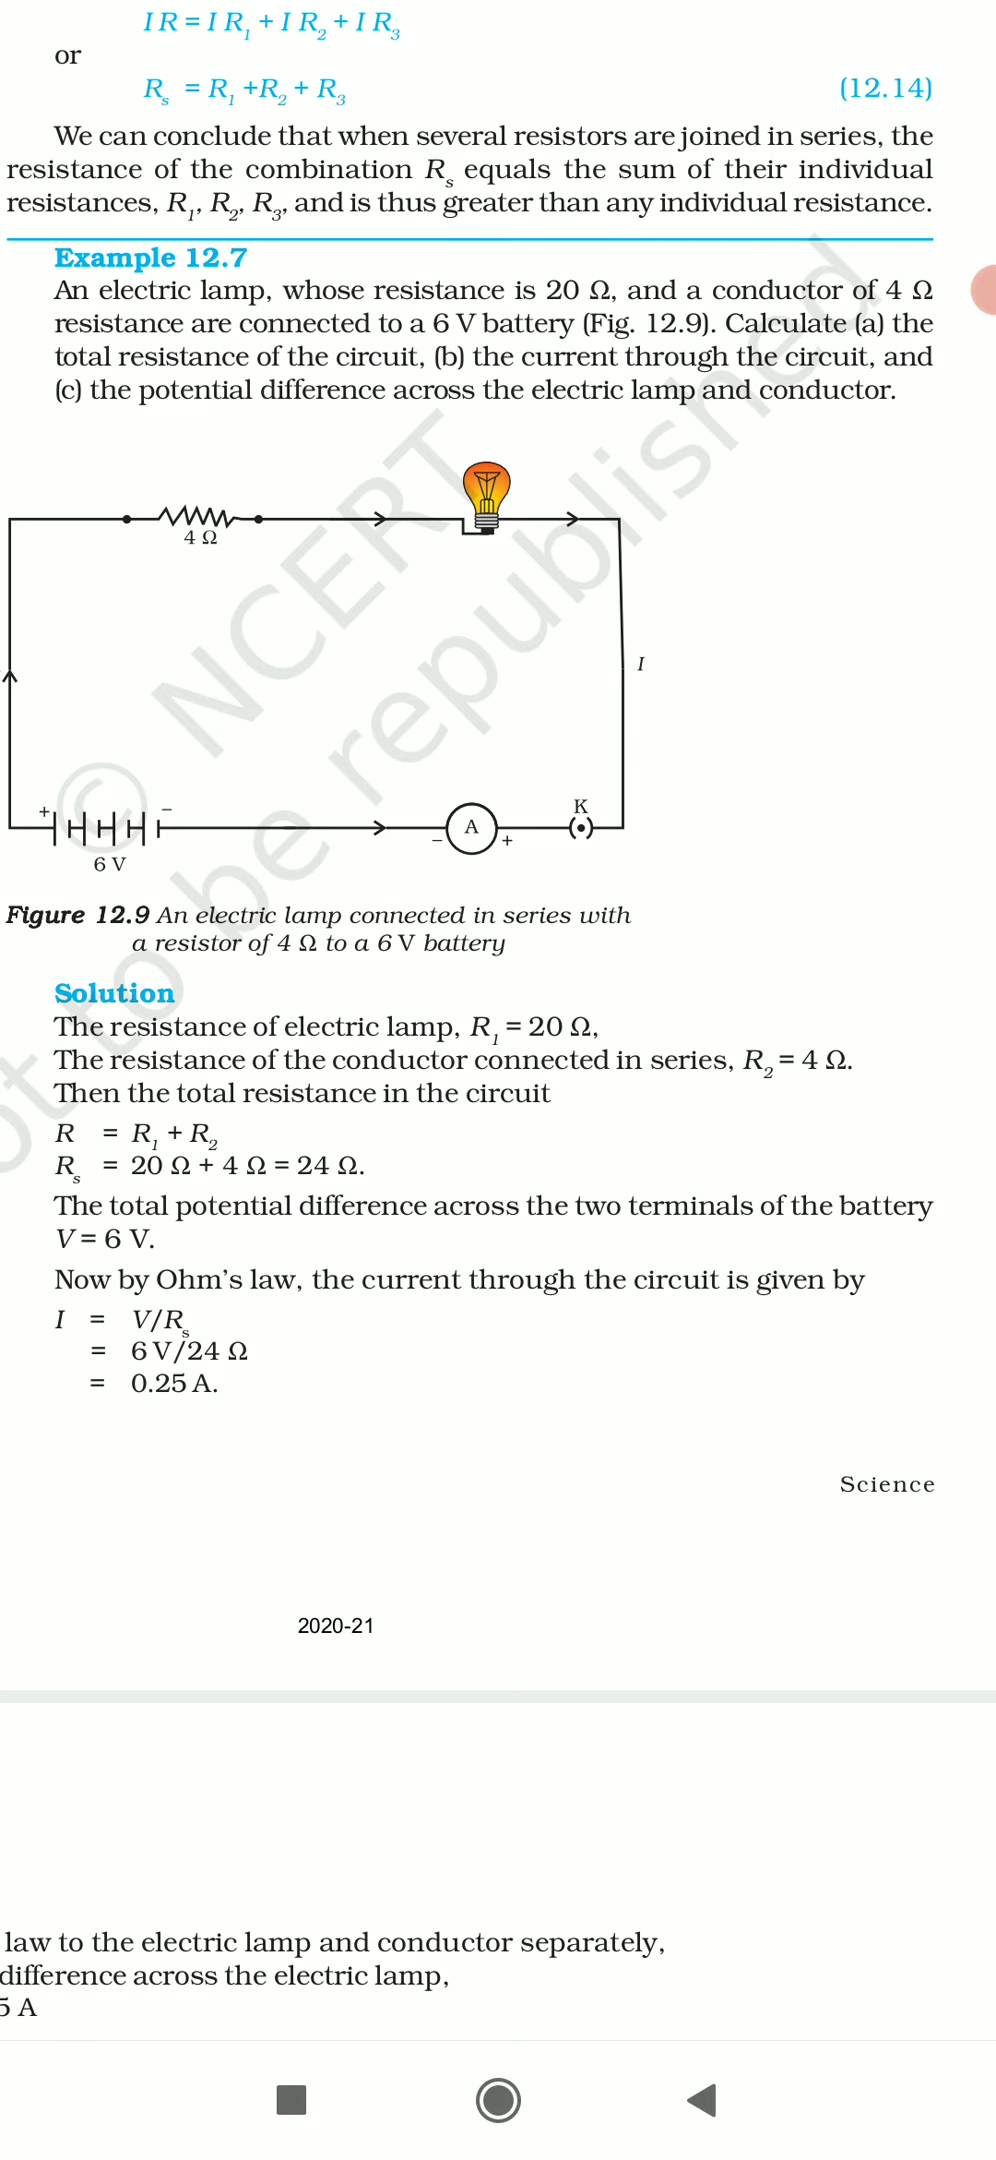 I R = I R₁ + I R₂ + I R₃
or
Rₛ = R₁ +R₂ + R₃ (12.14)
We can conclude that when several resistors are joined in series, the
resistance of the combination Rₛ equals the sum of their individual
resistances, R₁, R₂, R₃, and is thus greater than any individual resistance.
Example 12.7
An electric lamp, whose resistance is 20 Ω, and a conductor of 4 Ω
resistance are connected to a 6 V battery (Fig. 12.9). Calculate (a) the
total resistance of the circuit, (b) the current through the circuit, and
(c) the potential difference across the electric lamp and conductor.
4 Ω
I
+ −
6 V
− A +
K
Figure 12.9 An electric lamp connected in series with
a resistor of 4 Ω to a 6 V battery
Solution
The resistance of electric lamp, R₁ = 20 Ω,
The resistance of the conductor connected in series, R₂ = 4 Ω.
Then the total resistance in the circuit
R = R₁ + R₂
Rₛ = 20 Ω + 4 Ω = 24 Ω.
The total potential difference across the two terminals of the battery
V = 6 V.
Now by Ohm’s law, the current through the circuit is given by
I = V/Rₛ
= 6 V/24 Ω
= 0.25 A.
Science
2020-21
law to the electric lamp and conductor separately,
difference across the electric lamp,
5 A
© NCERT
not to be republished